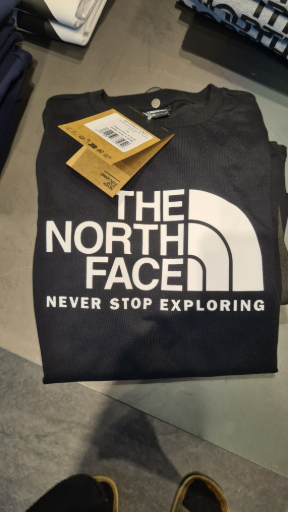 THE
NORTH
FACE
NEVER STOP EXPLORING